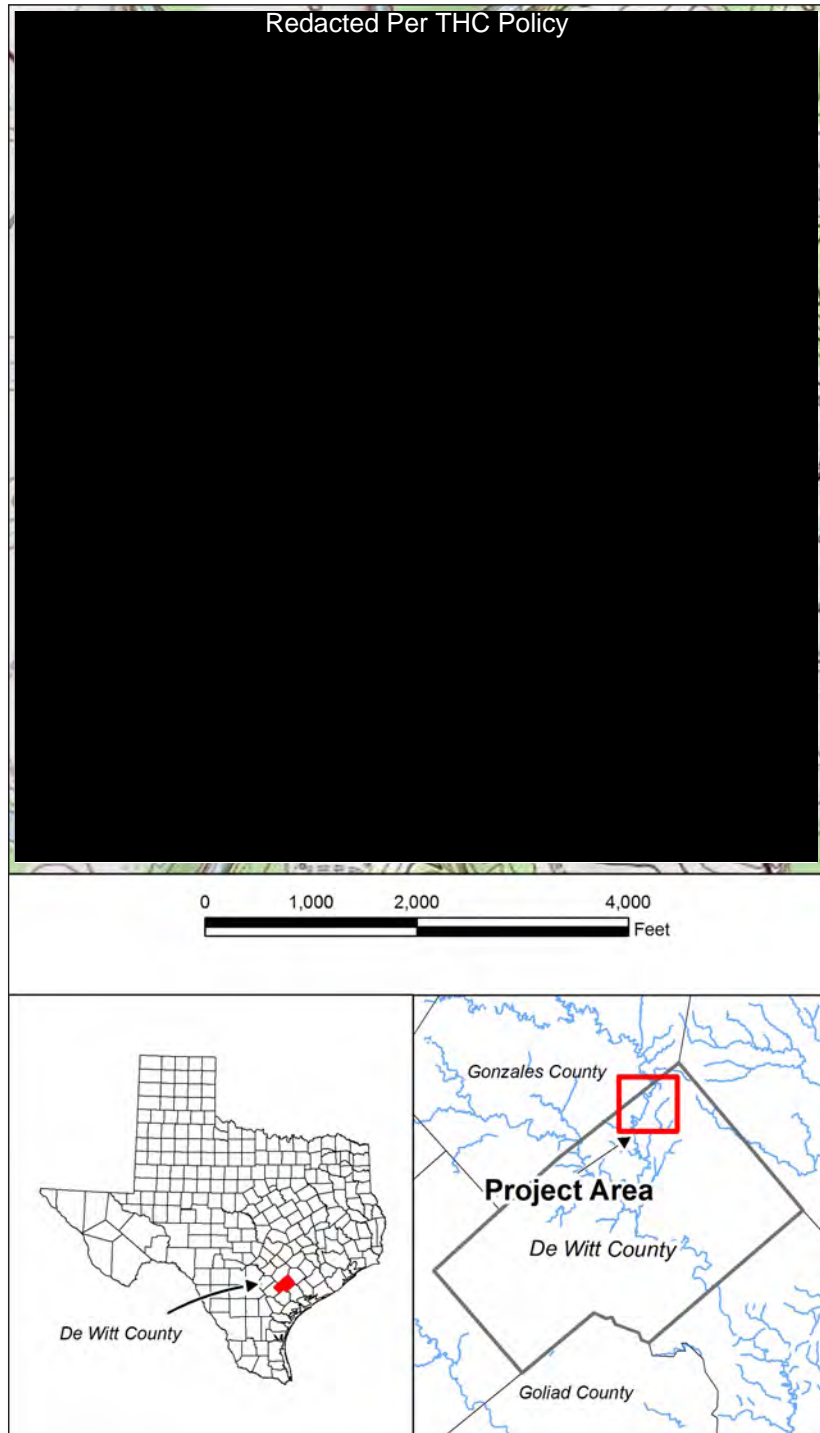 Redacted Per THC Policy
0 1,000 2,000 4,000
Feet
De Witt County
Gonzales County
Project Area
De Witt County
Goliad County